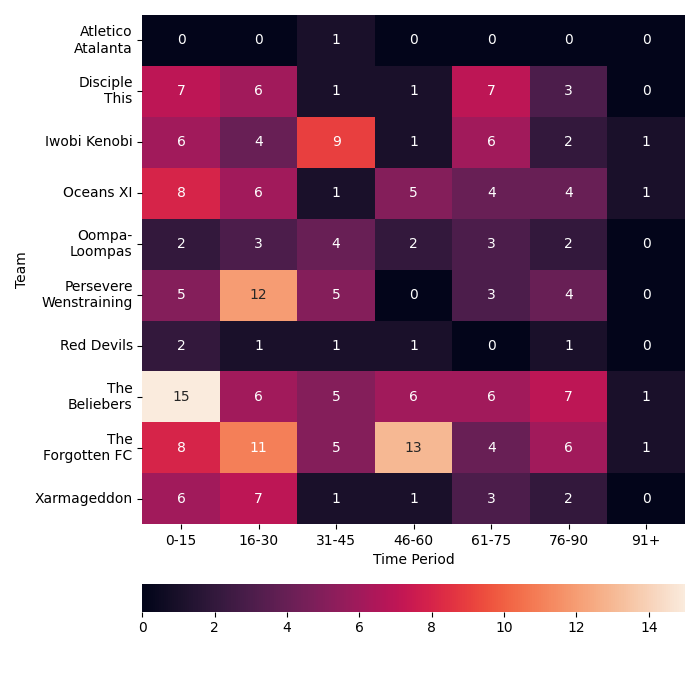 Team
Atletico
Atalanta
0 0 1 0 0 0 0
Disciple
This
7 6 1 1 7 3 0
Iwobi Kenobi
6 4 9 1 6 2 1
Oceans XI
8 6 1 5 4 4 1
Oompa-
Loompas
2 3 4 2 3 2 0
Persevere
Wenstraining
5 12 5 0 3 4 0
Red Devils
2 1 1 1 0 1 0
The
Beliebers
15 6 5 6 6 7 1
The
Forgotten FC
8 11 5 13 4 6 1
Xarmageddon
6 7 1 1 3 2 0
0-15 16-30 31-45 46-60 61-75 76-90 91+
Time Period
0 2 4 6 8 10 12 14